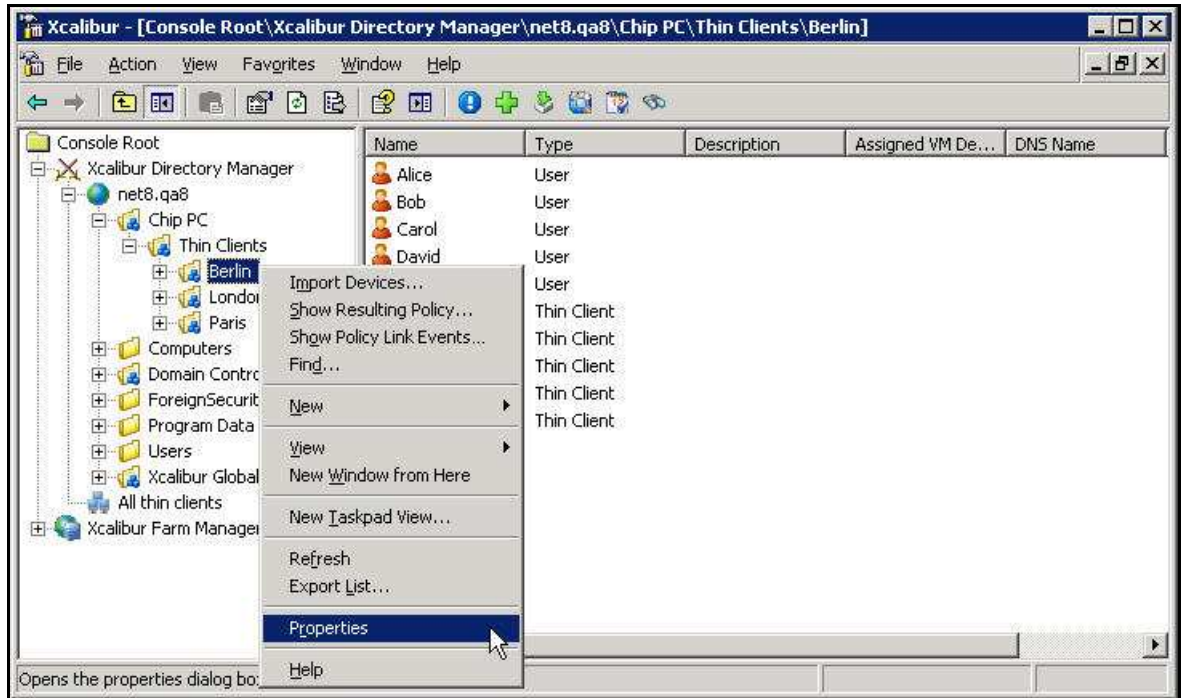 Xcalibur - [Console Root\Xcalibur Directory Manager\net8.qa8\Chip PC\Thin Clients\Berlin]
File Action View Favorites Window Help
Console Root
Xcalibur Directory Manager
net8.qa8
Chip PC
Thin Clients
Berlin
London
Paris
Computers
Domain Contrc
ForeignSecurit
Program Data
Users
Xcalibur Global
All thin clients
Xcalibur Farm Manager
Name Type Description Assigned VM De... DNS Name
Alice User
Bob User
Carol User
David User
User
Thin Client
Thin Client
Thin Client
Thin Client
Thin Client
Import Devices...
Show Resulting Policy...
Show Policy Link Events...
Find...
New
View
New Window from Here
New Taskpad View...
Refresh
Export List...
Properties
Help
Opens the properties dialog bo